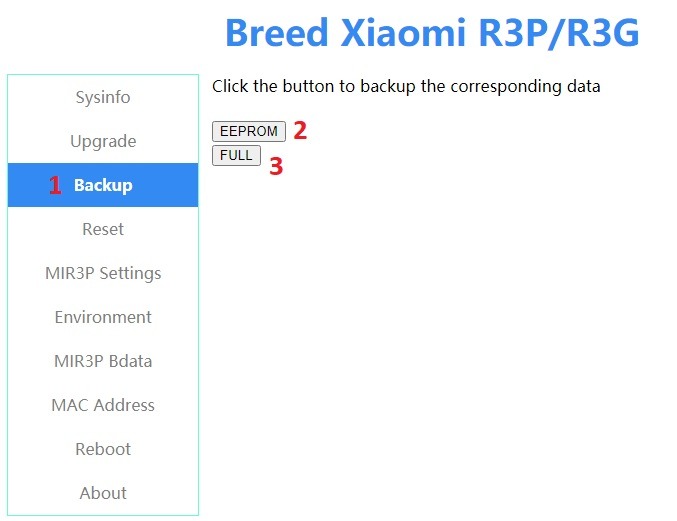 Breed Xiaomi R3P/R3G
Sysinfo
Upgrade
1 Backup
Reset
MIR3P Settings
Environment
MIR3P Bdata
MAC Address
Reboot
About
Click the button to backup the corresponding data
EEPROM 2
FULL 3